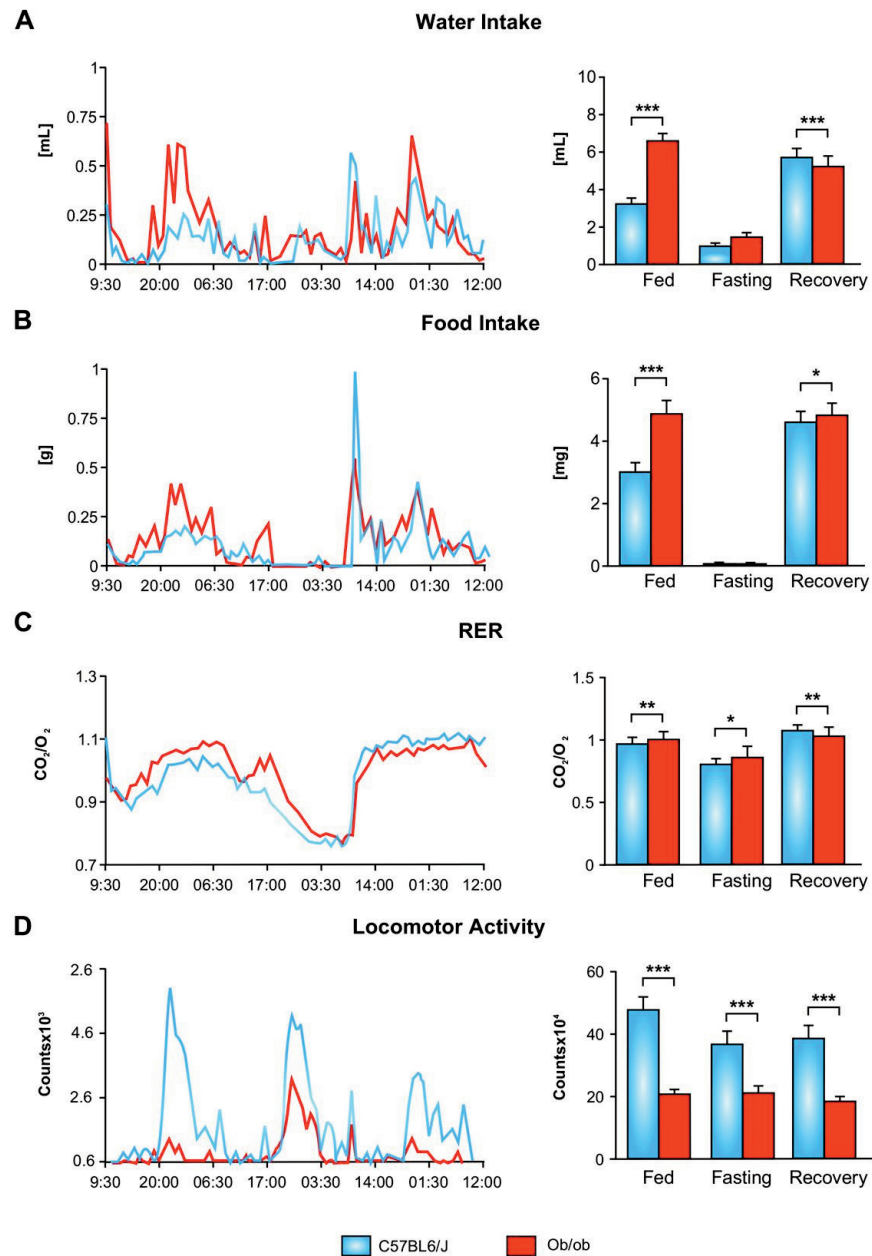 A
Water Intake
1
0.75
0.5
0.25
0
[mL]
9:30 20:00 06:30 17:00 03:30 14:00 01:30 12:00
10
8
6
4
2
0
[mL]
*** ***
Fed Fasting Recovery
B
Food Intake
1
0.75
0.5
0.25
0
[g]
9:30 20:00 06:30 17:00 03:30 14:00 01:30 12:00
6
4
2
0
[mg]
*** *
Fed Fasting Recovery
C
RER
1.3
1.1
0.9
0.7
CO₂/O₂
9:30 20:00 06:30 17:00 03:30 14:00 01:30 12:00
1.5
1
0.5
0
CO₂/O₂
** * **
Fed Fasting Recovery
D
Locomotor Activity
2.6
4.6
2.6
0.6
Countsx10³
9:30 20:00 06:30 17:00 03:30 14:00 01:30 12:00
60
40
20
0
Countsx10⁴
*** *** ***
Fed Fasting Recovery
C57BL6/J Ob/ob